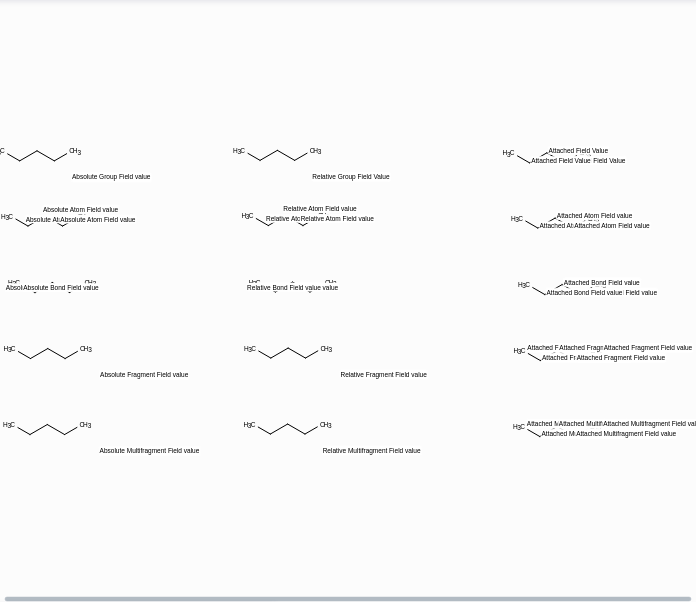 C CH3 H3C CH3 H3C Attached Field Value
Attached Field Value Field Value
Absolute Group Field value Relative Group Field Value
Absolute Atom Field value Relative Atom Field value Attached Atom Field value
H3C Absolute At Absolute Atom Field value H3C Relative Atc Relative Atom Field value H3C Attached At Attached Atom Field value
H3C CH3 H3C CH3 H3C Attached Bond Field value
Absol Absolute Bond Field value Relative Bond Field value value Attached Bond Field value Field value
H3C CH3 H3C CH3 H3C Attached F Attached Fragr Attached Fragment Field value
Attached Fr Attached Fragment Field value
Absolute Fragment Field value Relative Fragment Field value
H3C CH3 H3C CH3 H3C Attached M Attached Multif Attached Multifragment Field val
Attached M Attached Multifragment Field value
Absolute Multifragment Field value Relative Multifragment Field value